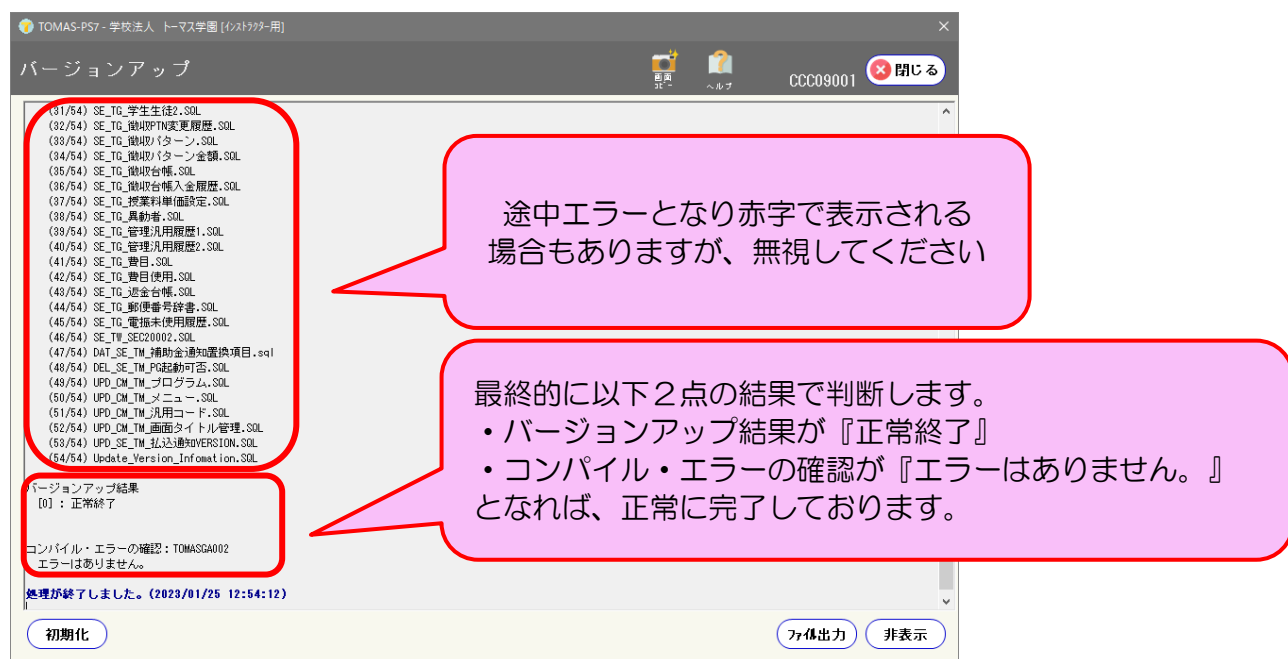 TOMAS-PS7 - 学校法人 トーマス学園 [インストラクター用]
バージョンアップ
画面
コピー
ヘルプ
CCC09001
閉じる
(31/54) SE_TG_学生生徒2.SQL
(32/54) SE_TG_徴収PTN変更履歴.SQL
(33/54) SE_TG_徴収パターン.SQL
(34/54) SE_TG_徴収パターン金額.SQL
(35/54) SE_TG_徴収台帳.SQL
(36/54) SE_TG_徴収台帳入金履歴.SQL
(37/54) SE_TG_授業料単価設定.SQL
(38/54) SE_TG_異動者.SQL
(39/54) SE_TG_管理汎用履歴1.SQL
(40/54) SE_TG_管理汎用履歴2.SQL
(41/54) SE_TG_費目.SQL
(42/54) SE_TG_費目使用.SQL
(43/54) SE_TG_返金台帳.SQL
(44/54) SE_TG_郵便番号辞書.SQL
(45/54) SE_TG_電振未使用履歴.SQL
(46/54) SE_TW_SEC20002.SQL
(47/54) DAT_SE_TM_補助金通知置換項目.sql
(48/54) DEL_SE_TM_PG起動可否.SQL
(49/54) UPD_CM_TM_プログラム.SQL
(50/54) UPD_CM_TM_メニュー.SQL
(51/54) UPD_CM_TM_汎用コード.SQL
(52/54) UPD_CM_TM_画面タイトル管理.SQL
(53/54) UPD_SE_TM_払込通知VERSION.SQL
(54/54) Update_Version_Infomation.SQL
バージョンアップ結果
[0] : 正常終了
コンパイル・エラーの確認：TOMASGA002
エラーはありません。
処理が終了しました。(2023/01/25 12:54:12)
途中エラーとなり赤字で表示される
場合もありますが、無視してください
最終的に以下２点の結果で判断します。
・バージョンアップ結果が『正常終了』
・コンパイル・エラーの確認が『エラーはありません。』
となれば、正常に完了しております。
初期化
ファイル出力
非表示